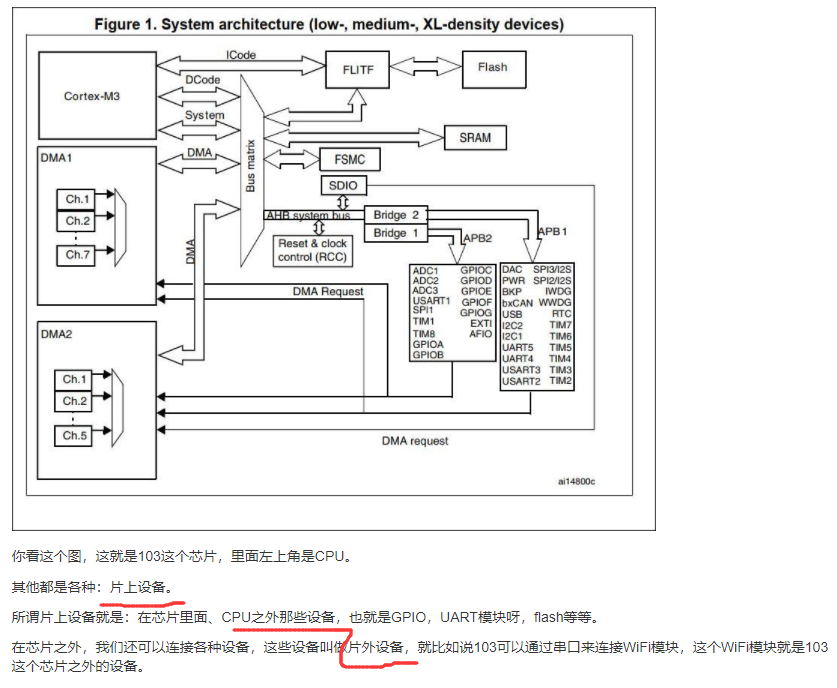 Figure 1. System architecture (low-, medium-, XL-density devices)
ICode
FLITF
Flash
Cortex-M3
DCode
System
SRAM
DMA1
DMA
Bus matrix
FSMC
SDIO
Ch.1
Ch.2
Ch.7
AHB system bus
Bridge 2
Bridge 1
APB2
APB1
Reset & clock
control (RCC)
DMA
DMA Request
ADC1 GPIOC
ADC2 GPIOD
ADC3 GPIOE
USART1 GPIOF
SPI1 GPIOG
TIM1 EXTI
TIM8 AFIO
GPIOA
GPIOB
DAC SPI3/I2S
PWR SPI2/I2S
BKP IWDG
bxCAN WWDG
USB RTC
I2C2 TIM7
I2C1 TIM6
UART5 TIM5
UART4 TIM4
USART3 TIM3
USART2 TIM2
DMA2
Ch.1
Ch.2
Ch.5
DMA request
ai14800c
你看这个图，这就是103这个芯片，里面左上角是CPU。
其他都是各种：片上设备。
所谓片上设备就是：在芯片里面、CPU之外那些设备，也就是GPIO，UART模块呀，flash等等。
在芯片之外，我们还可以连接各种设备，这些设备叫做片外设备，就比如说103可以通过串口来连接WiFi模块，这个WiFi模块就是103
这个芯片之外的设备。